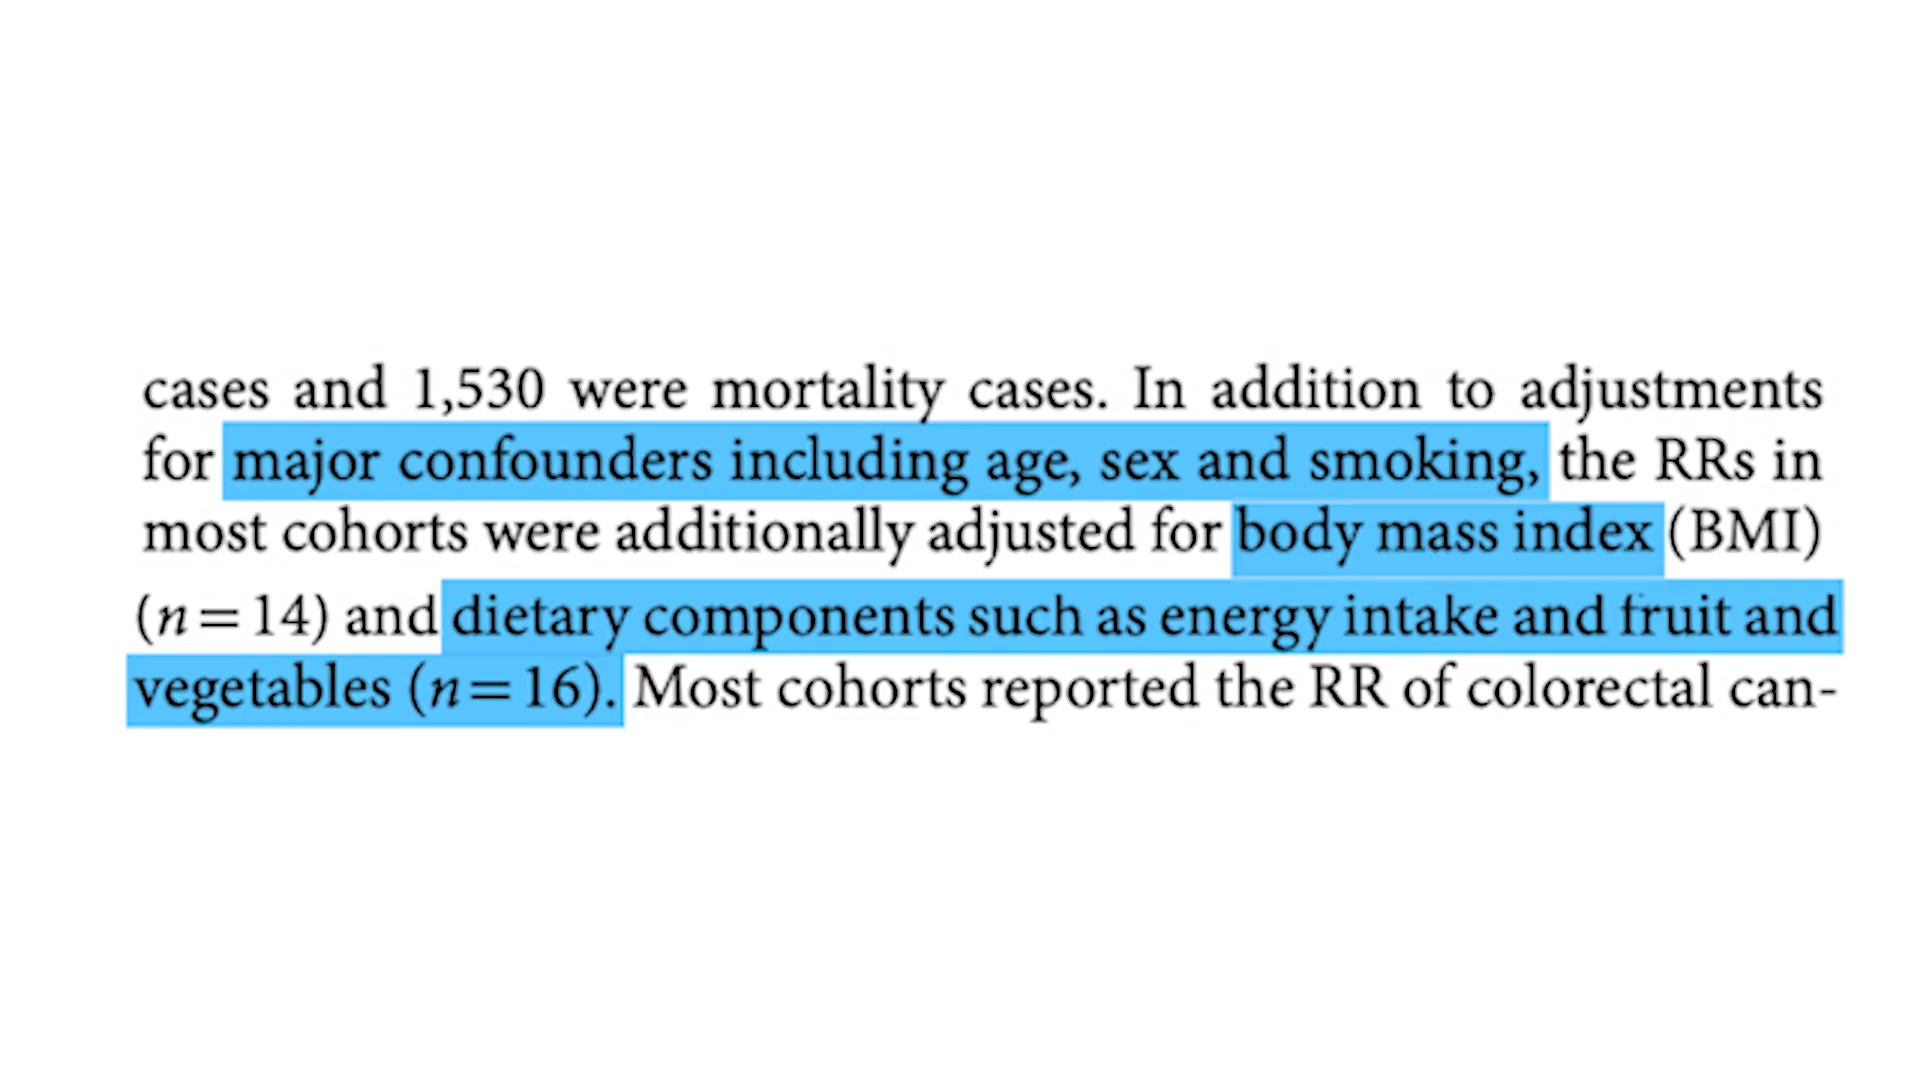 cases and 1,530 were mortality cases. In addition to adjustments
for major confounders including age, sex and smoking, the RRs in
most cohorts were additionally adjusted for body mass index (BMI)
(n = 14) and dietary components such as energy intake and fruit and
vegetables (n = 16). Most cohorts reported the RR of colorectal can-